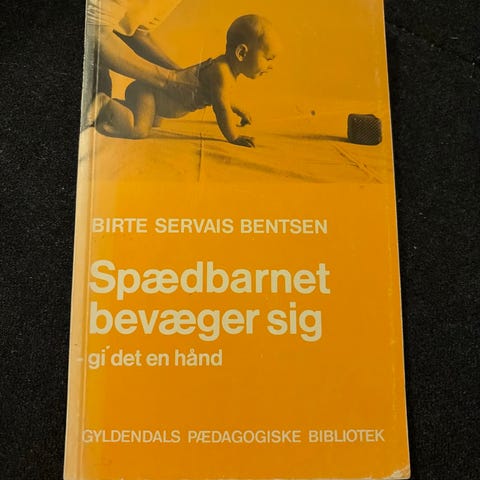 BIRTE SERVAIS BENTSEN
Spædbarnet
bevæger sig
- gi' det en hånd
GYLDENDALS PÆDAGOGISKE BIBLIOTEK